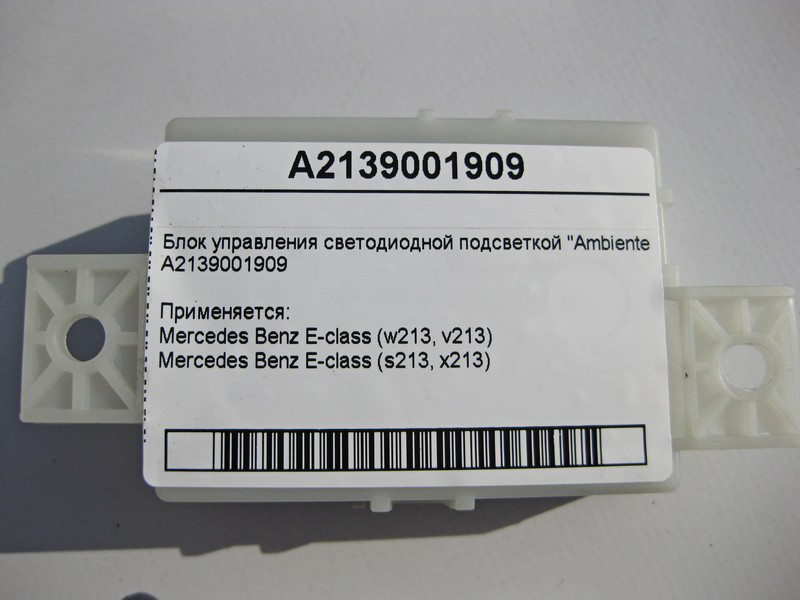 A2139001909
Блок управления светодиодной подсветкой "Ambiente
A2139001909
Применяется:
Mercedes Benz E-class (w213, v213)
Mercedes Benz E-class (s213, x213)